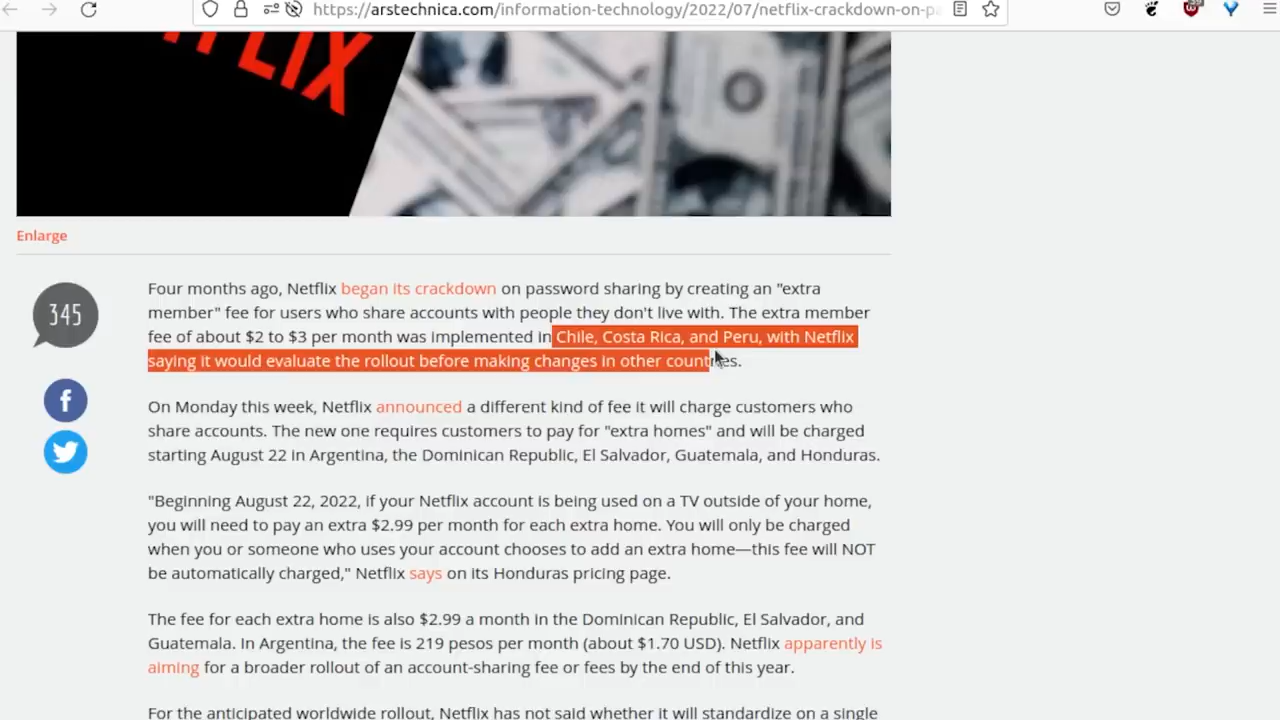 https://arstechnica.com/information-technology/2022/07/netflix-crackdown-on-pa
FLIX
Enlarge
345
Four months ago, Netflix began its crackdown on password sharing by creating an "extra
member" fee for users who share accounts with people they don't live with. The extra member
fee of about $2 to $3 per month was implemented in Chile, Costa Rica, and Peru, with Netflix
saying it would evaluate the rollout before making changes in other countries.
On Monday this week, Netflix announced a different kind of fee it will charge customers who
share accounts. The new one requires customers to pay for "extra homes" and will be charged
starting August 22 in Argentina, the Dominican Republic, El Salvador, Guatemala, and Honduras.
"Beginning August 22, 2022, if your Netflix account is being used on a TV outside of your home,
you will need to pay an extra $2.99 per month for each extra home. You will only be charged
when you or someone who uses your account chooses to add an extra home—this fee will NOT
be automatically charged," Netflix says on its Honduras pricing page.
The fee for each extra home is also $2.99 a month in the Dominican Republic, El Salvador, and
Guatemala. In Argentina, the fee is 219 pesos per month (about $1.70 USD). Netflix apparently is
aiming for a broader rollout of an account-sharing fee or fees by the end of this year.
For the anticipated worldwide rollout, Netflix has not said whether it will standardize on a single